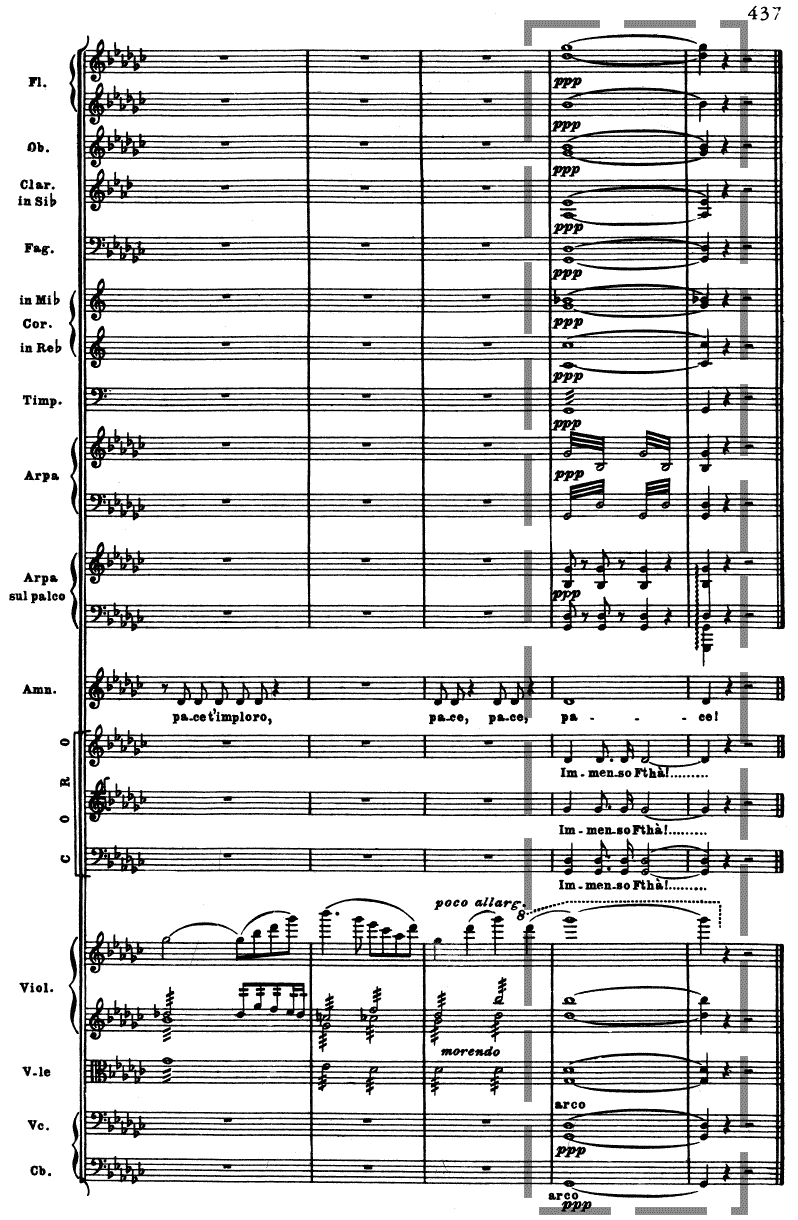 437
Fl.
ppp
ppp
Ob.
ppp
Clar.
in Si♭
ppp
Fag.
ppp
in Mi♭
ppp
Cor.
in Re♭
ppp
Timp.
ppp
Arpa
ppp
Arpa
sul palco
ppp
Amn.
pa-ce t'imploro, pa-ce, pa-ce, pa - - - ce!
CORO
Im-men-so Fthà!.........
Im-men-so Fthà!.........
Im-men-so Fthà!.........
poco allarg.
8
Viol.
morendo
V-le
arco
Vc.
ppp
Cb.
arco
ppp